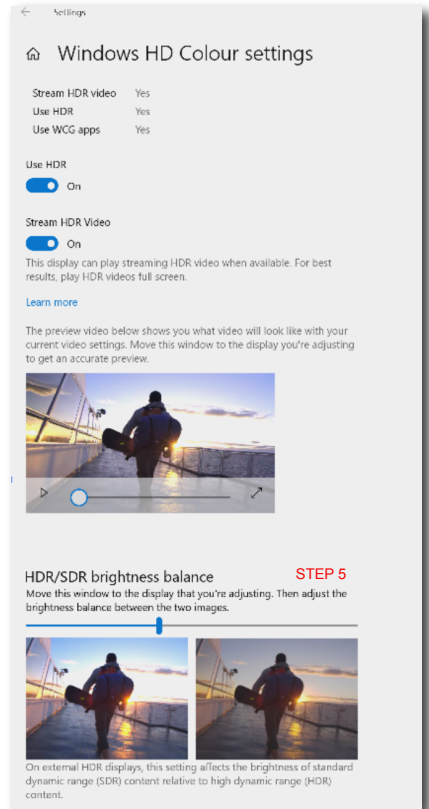 Settings
Windows HD Colour settings
Stream HDR video Yes
Use HDR Yes
Use WCG apps Yes
Use HDR
On
Stream HDR Video
On
This display can play streaming HDR video when available. For best
results, play HDR videos full screen.
Learn more
The preview video below shows you what video will look like with your
current video settings. Move this window to the display you're adjusting
to get an accurate preview.
HDR/SDR brightness balance STEP 5
Move this window to the display that you're adjusting. Then adjust the
brightness balance between the two images.
On external HDR displays, this setting affects the brightness of standard
dynamic range (SDR) content relative to high dynamic range (HDR)
content.